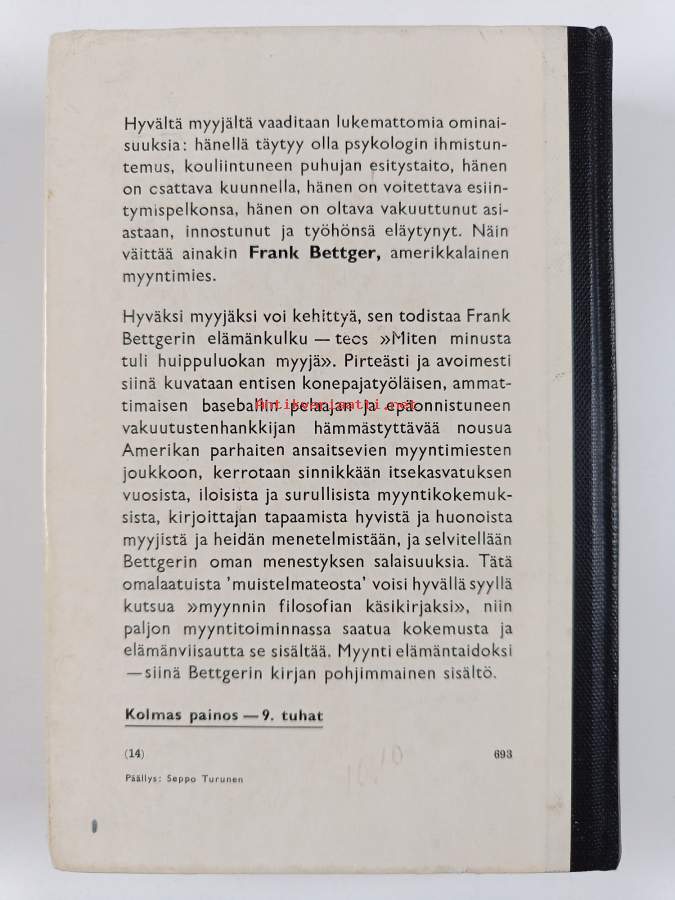 Hyvältä myyjältä vaaditaan lukemattomia ominai-
suuksia: hänellä täytyy olla psykologin ihmistun-
temus, kouliintuneen puhujan esitystaito, hänen
on osattava kuunnella, hänen on voitettava esiin-
tymispelkonsa, hänen on oltava vakuuttunut asi-
astaan, innostunut ja työhönsä eläytynyt. Näin
väittää ainakin Frank Bettger, amerikkalainen
myyntimies.
Hyväksi myyjäksi voi kehittyä, sen todistaa Frank
Bettgerin elämänkulku — teos »Miten minusta
tuli huippuluokan myyjä». Pirteästi ja avoimesti
siinä kuvataan entisen konepajatyöläisen, ammat-
timaisen baseballin pelaajan ja epäonnistuneen
vakuutustenhankkijan hämmästyttävää nousua
Amerikan parhaiten ansaitsevien myyntimiesten
joukkoon, kerrotaan sinnikkään itsekasvatuksen
vuosista, iloisista ja surullisista myyntikokemuk-
sista, kirjoittajan tapaamista hyvistä ja huonoista
myyjistä ja heidän menetelmistään, ja selvitellään
Bettgerin oman menestyksen salaisuuksia. Tätä
omalaatuista 'muistelmateosta' voisi hyvällä syyllä
kutsua »myynnin filosofian käsikirjaksi», niin
paljon myyntitoiminnassa saatua kokemusta ja
elämänviisautta se sisältää. Myynti elämäntaidoksi
—siinä Bettgerin kirjan pohjimmainen sisältö.
Kolmas painos — 9. tuhat
(14) 693
Päällys: Seppo Turunen
Antikvariaatti.net